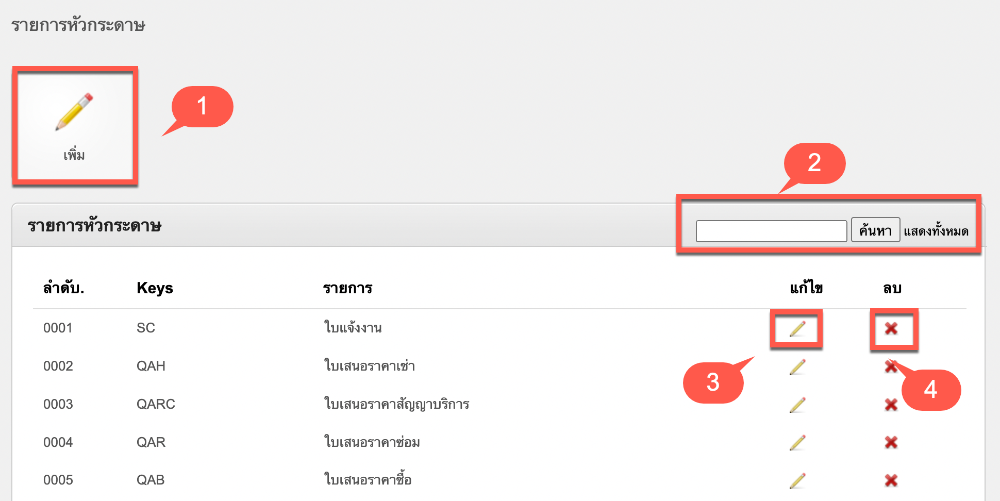 รายการหัวกระดาษ
1
เพิ่ม
2
รายการหัวกระดาษ ค้นหา แสดงทั้งหมด
ลำดับ. Keys รายการ แก้ไข ลบ
0001 SC ใบแจ้งงาน
0002 QAH ใบเสนอราคาเช่า
3 4
0003 QARC ใบเสนอราคาสัญญาบริการ
0004 QAR ใบเสนอราคาซ่อม
0005 QAB ใบเสนอราคาซื้อ